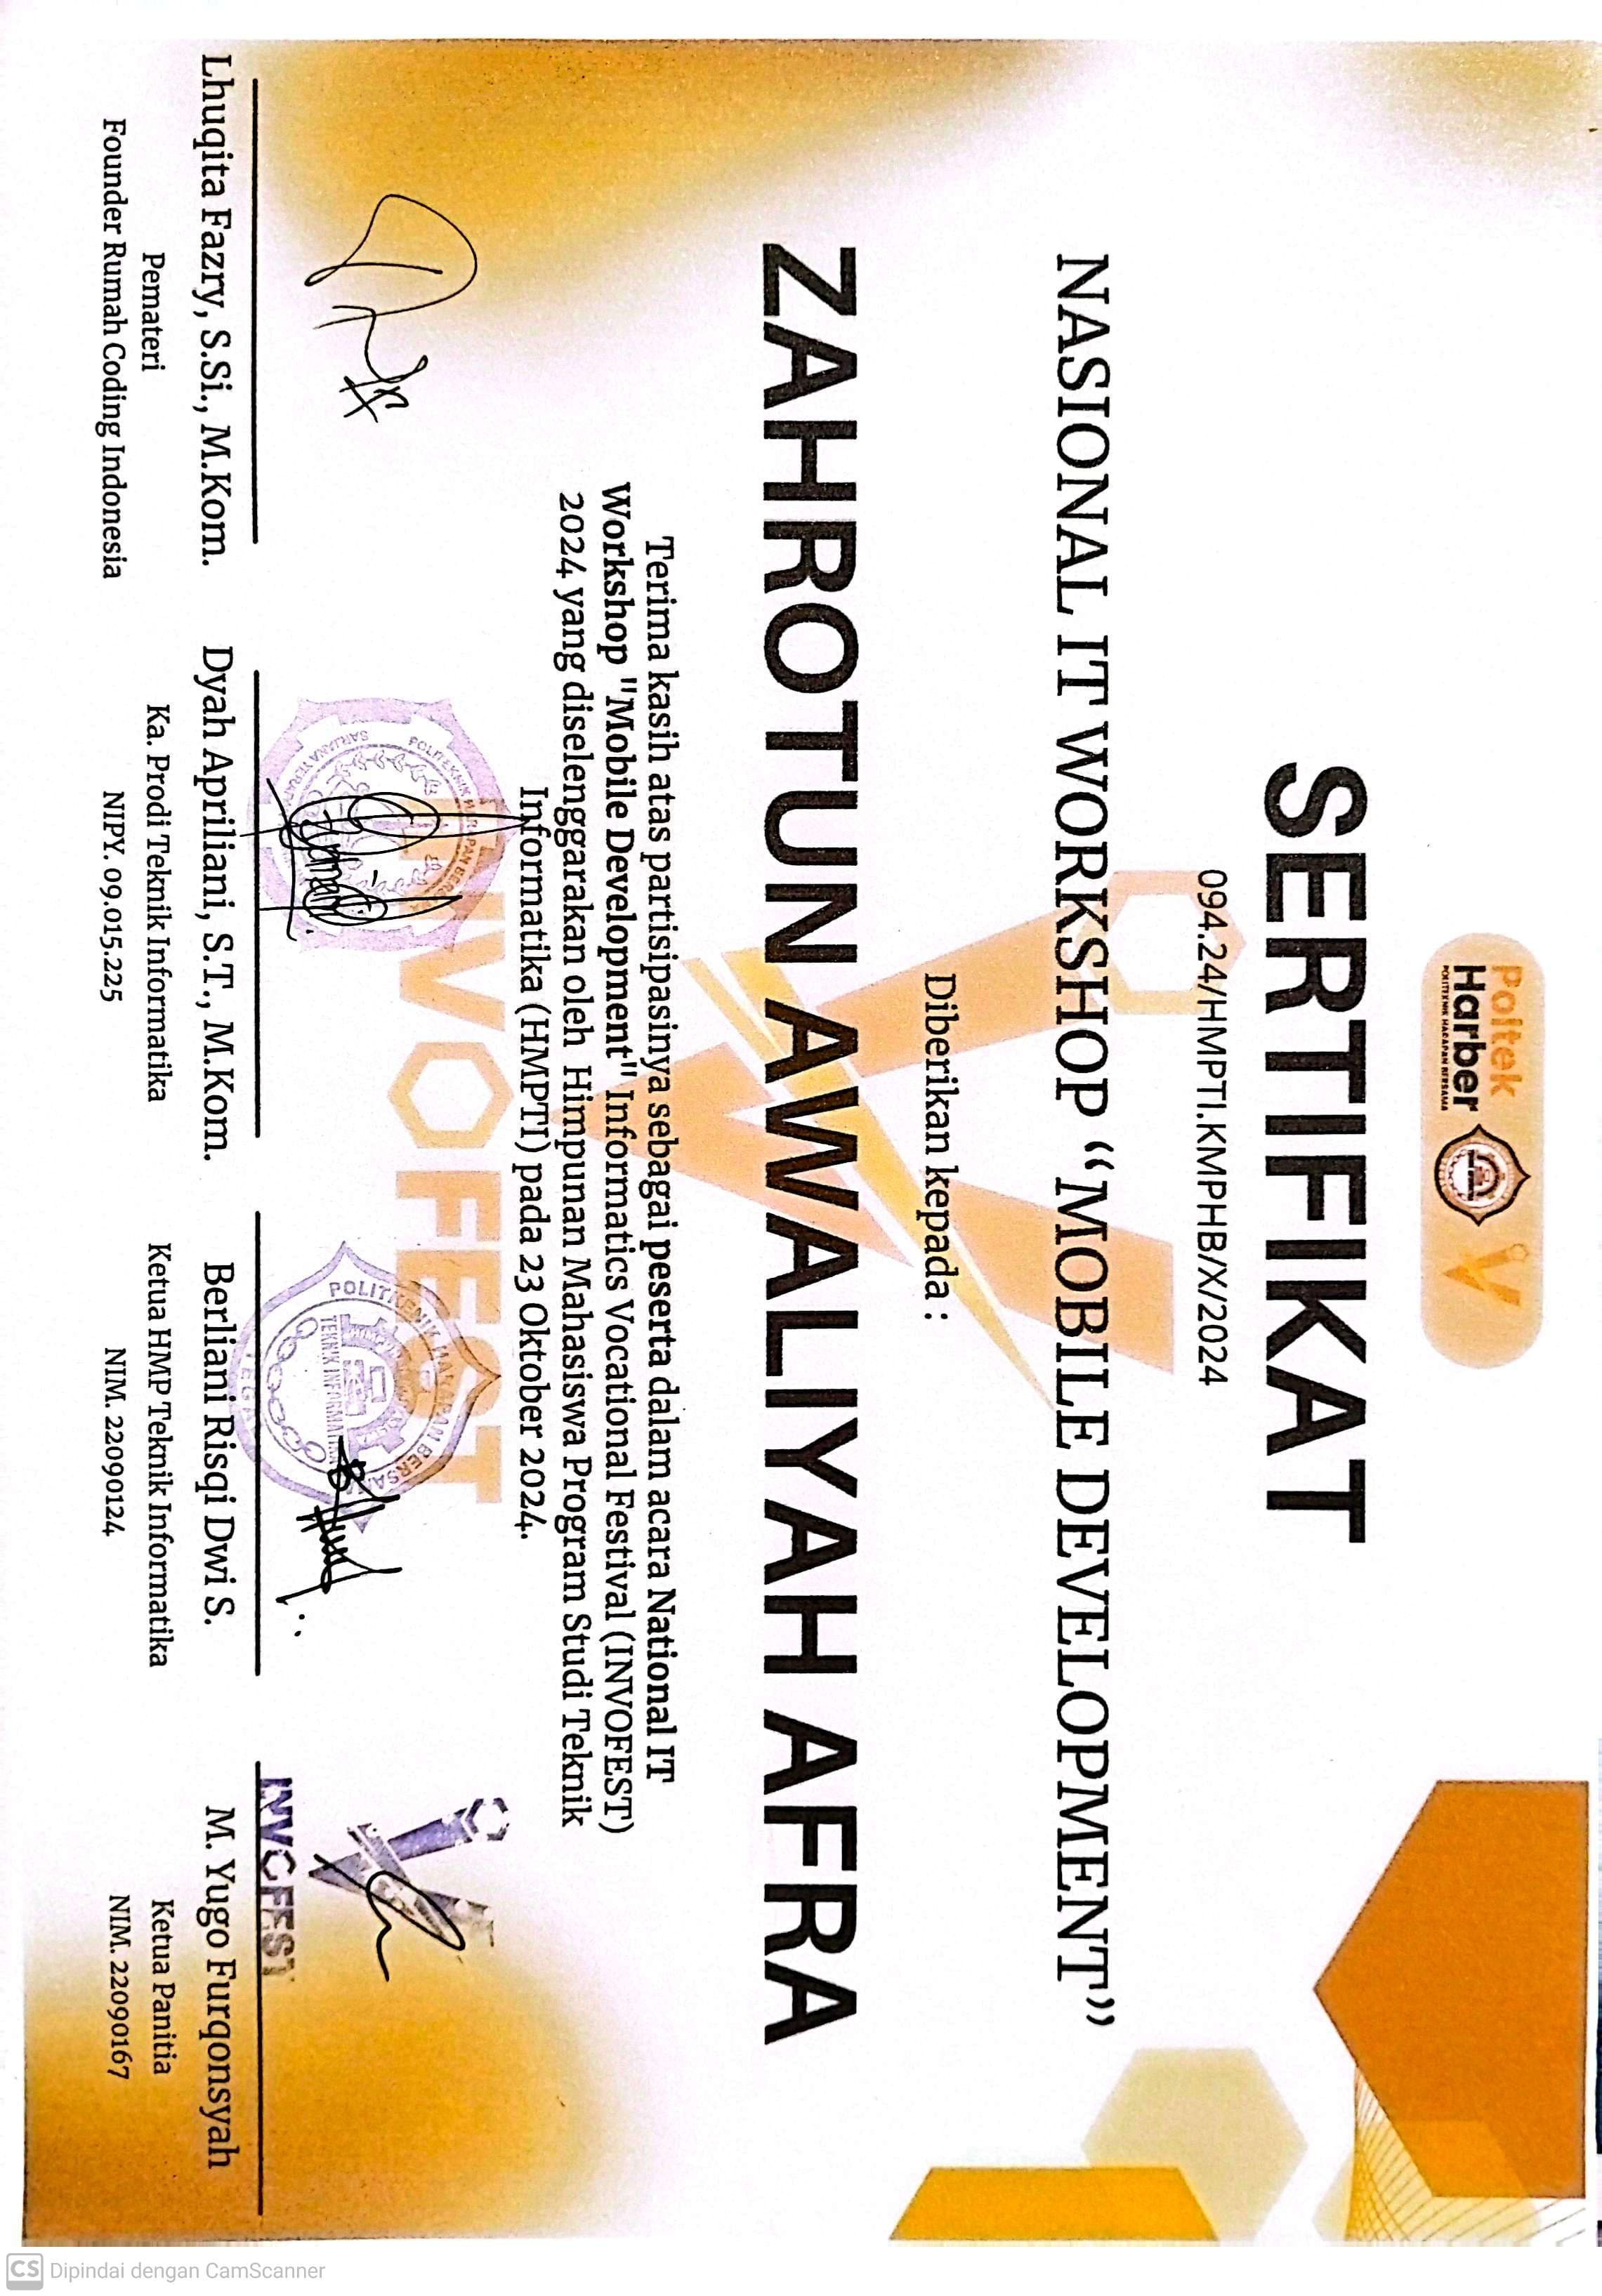 Poltek
Harber
POLITEKNIK HARAPAN BERSAMA
SERTIFIKAT
094.24/HMPTI.KMPHB/X/2024
NASIONAL IT WORKSHOP “MOBILE DEVELOPMENT”
Diberikan kepada :
ZAHROTUN AWALIYAH AFRA
Terima kasih atas partisipasinya sebagai peserta dalam acara National IT
Workshop "Mobile Development" Informatics Vocational Festival (INVOFEST)
2024 yang diselenggarakan oleh Himpunan Mahasiswa Program Studi Teknik
Informatika (HMPTI) pada 23 Oktober 2024.
INVOFEST
POLITEKNIK HARAPAN BERSAMA
POLITEKNIK HARAPAN BERSAMA
TEKNIK INFORMATIKA
TEGAL
INVOFEST
Lhuqita Fazry, S.Si., M.Kom.
Pemateri
Founder Rumah Coding Indonesia
Dyah Apriliani, S.T., M.Kom.
Ka. Prodi Teknik Informatika
NIPY. 09.015.225
Berliani Risqi Dwi S.
Ketua HMP Teknik Informatika
NIM. 22090124
M. Yugo Furqonsyah
Ketua Panitia
NIM. 22090167
CS Dipindai dengan CamScanner